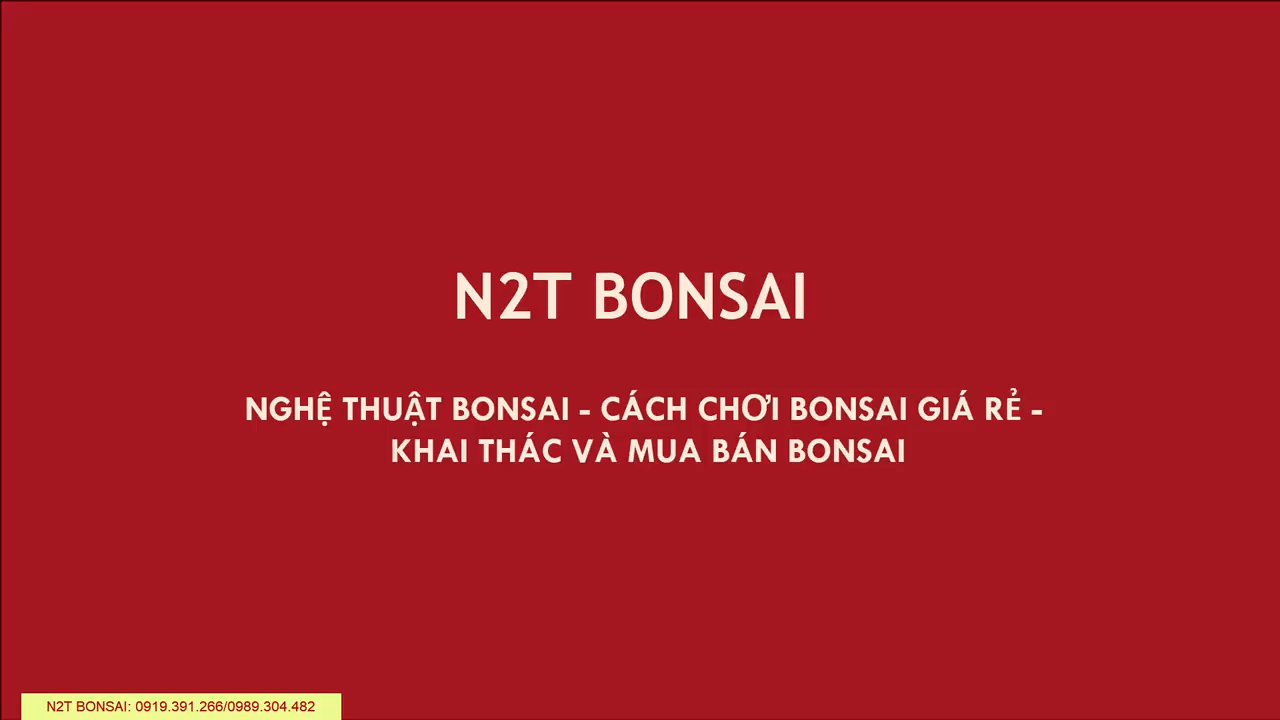 N2T BONSAI
NGHỆ THUẬT BONSAI - CÁCH CHƠI BONSAI GIÁ RẺ -
KHAI THÁC VÀ MUA BÁN BONSAI
N2T BONSAI: 0919.391.266/0989.304.482